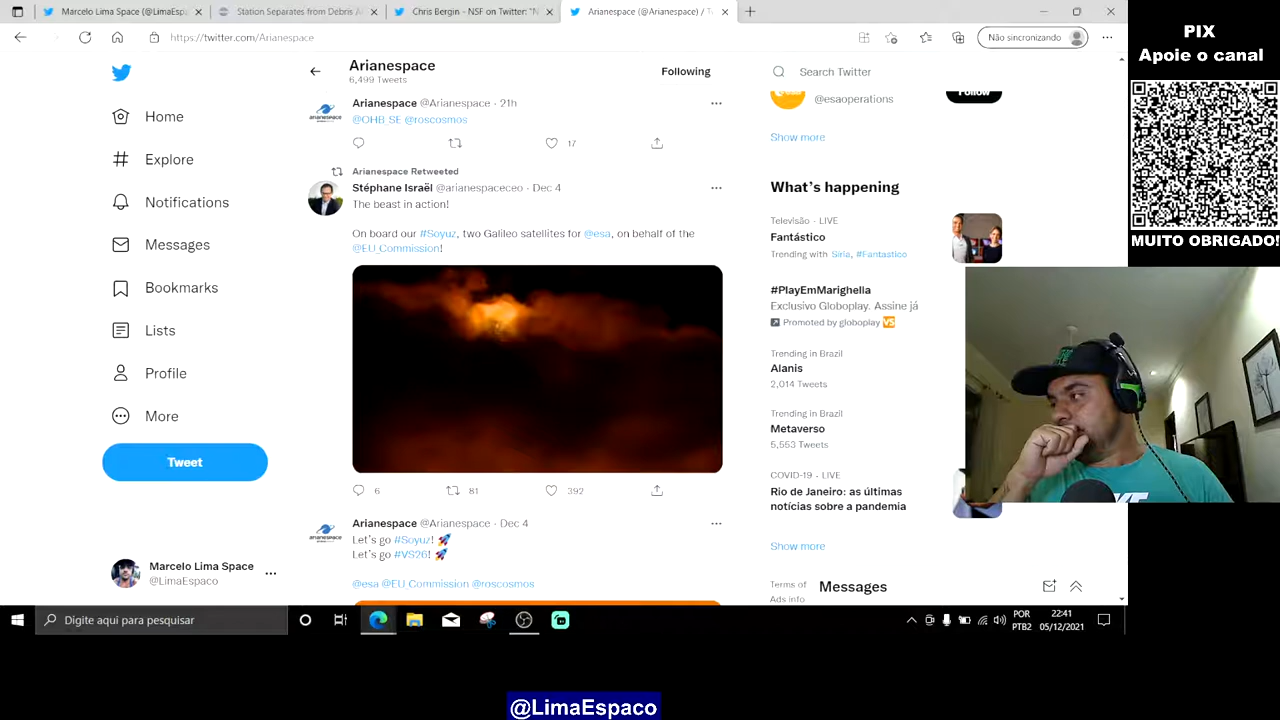 Marcelo Lima Space (@LimaEsp
Station Separates from Debris A
Chris Bergin - NSF on Twitter: "N
Arianespace (@Arianespace) / T
https://twitter.com/Arianespace
Não sincronizando
Arianespace
6,499 Tweets
Following
Search Twitter
Home
Explore
Notifications
Messages
Bookmarks
Lists
Profile
More
Tweet
Marcelo Lima Space
@LimaEspaco
Arianespace @Arianespace · 21h
@OHB_SE @roscosmos
17
Arianespace Retweeted
Stéphane Israël @arianespaceceo · Dec 4
The beast in action!
On board our #Soyuz, two Galileo satellites for @esa, on behalf of the
@EU_Commission!
6
81
392
Arianespace @Arianespace · Dec 4
Let's go #Soyuz! 🚀
Let's go #VS26! 🚀
@esa @EU_Commission @roscosmos
@esaoperations
Follow
Show more
What's happening
Televisão · LIVE
Fantástico
Trending with Síria, #Fantastico
#PlayEmMarighella
Exclusivo Globoplay. Assine já
Promoted by globoplay 🆚
Trending in Brazil
Alanis
2,014 Tweets
Trending in Brazil
Metaverso
5,553 Tweets
COVID-19 · LIVE
Rio de Janeiro: as últimas
notícias sobre a pandemia
Show more
Terms of
Ads info
Messages
PIX
Apoie o canal
MUITO OBRIGADO!
Digite aqui para pesquisar
POR
PTB2
22:41
05/12/2021
@LimaEspaco